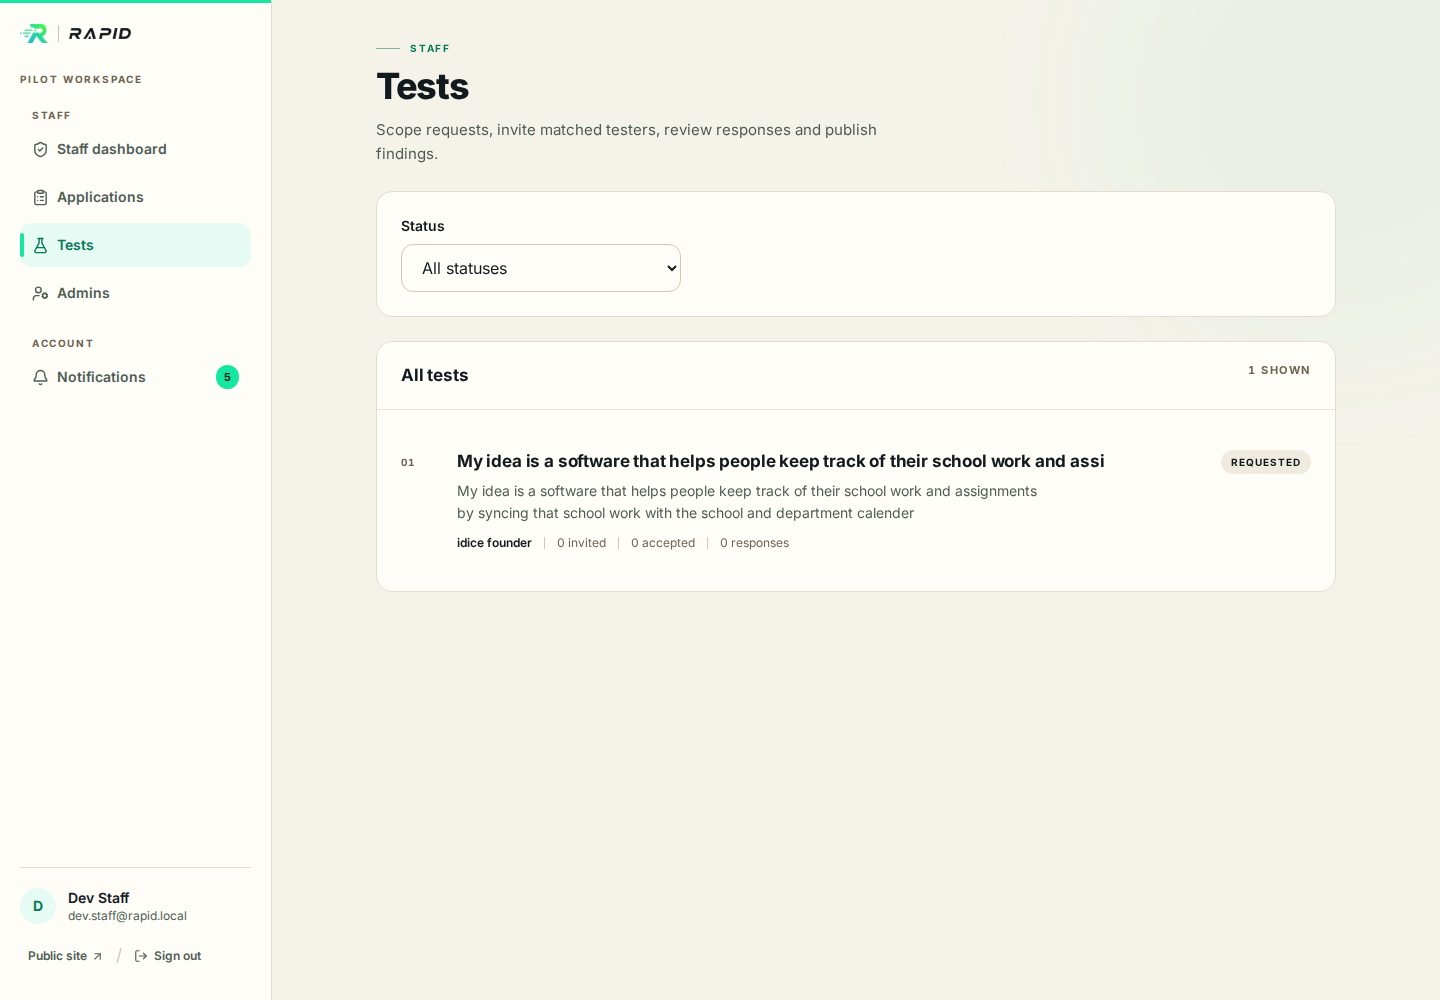 RAPID
PILOT WORKSPACE
STAFF
Staff dashboard
Applications
Tests
Admins
ACCOUNT
Notifications 5
D
Dev Staff
dev.staff@rapid.local
Public site / Sign out
STAFF
Tests
Scope requests, invite matched testers, review responses and publish
findings.
Status
All statuses
All tests
1 SHOWN
01
My idea is a software that helps people keep track of their school work and assi
REQUESTED
My idea is a software that helps people keep track of their school work and assignments
by syncing that school work with the school and department calender
idice founder | 0 invited | 0 accepted | 0 responses